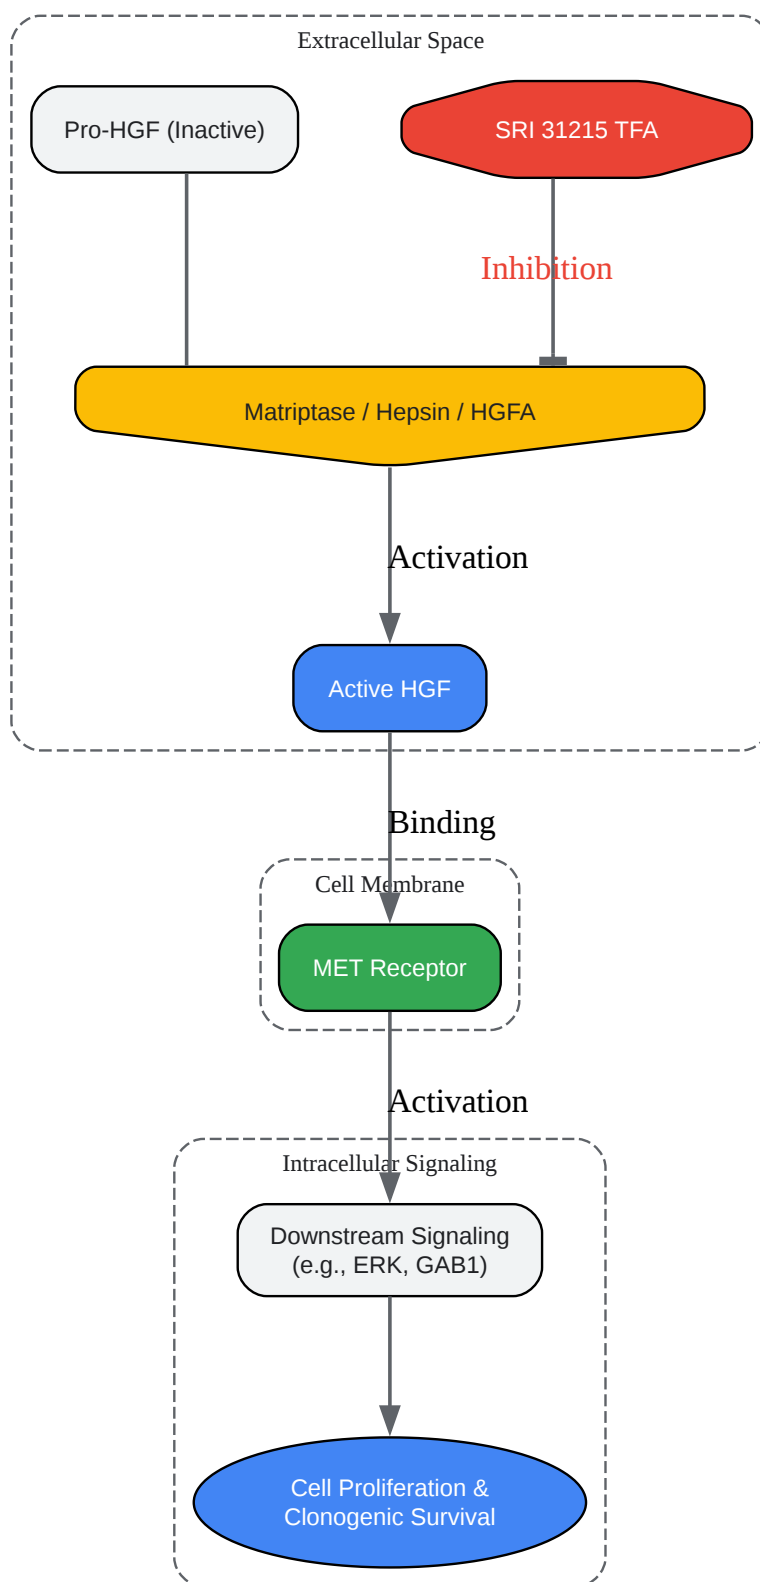 Extracellular Space
Pro-HGF (Inactive)
SRI 31215 TFA
Inhibition
Matriptase / Hepsin / HGFA
Activation
Active HGF
Binding
Cell Membrane
MET Receptor
Activation
Intracellular Signaling
Downstream Signaling
(e.g., ERK, GAB1)
Cell Proliferation &
Clonogenic Survival